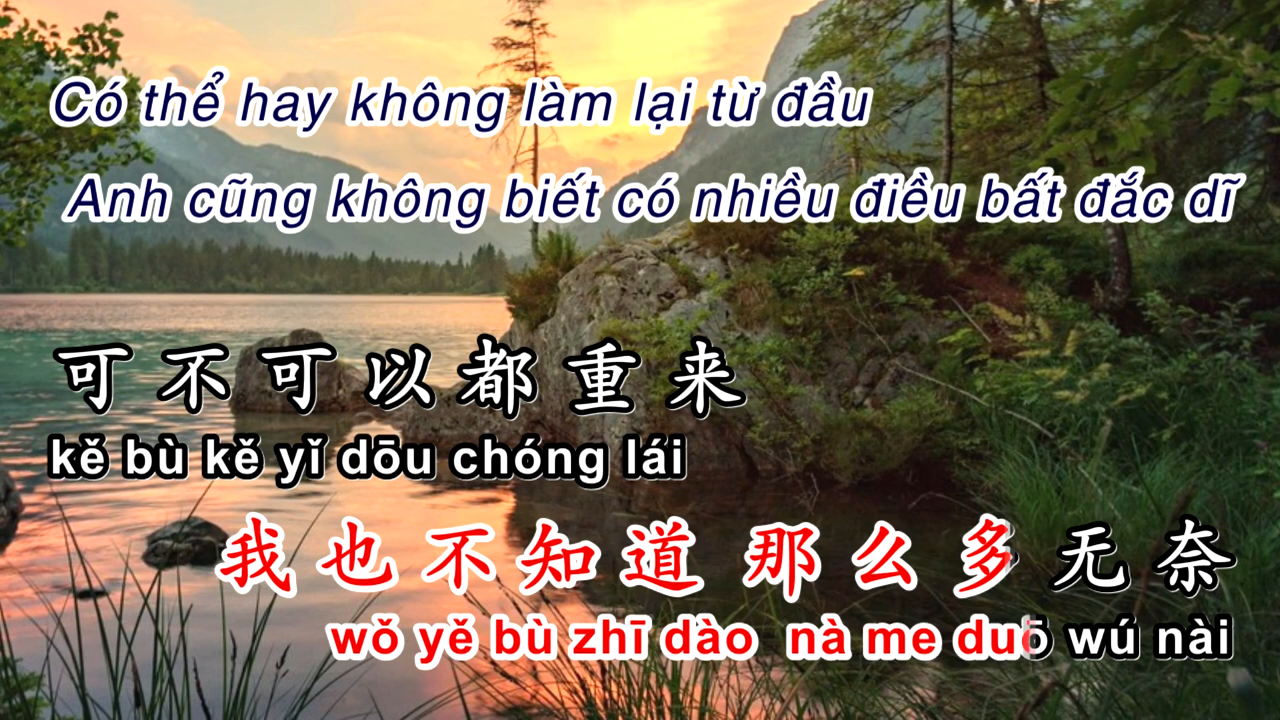 Có thể hay không làm lại từ đầu
Anh cũng không biết có nhiều điều bất đắc dĩ
可不可以都重来
kě bù kě yǐ dōu chóng lái
我也不知道 那么多无奈
wǒ yě bù zhī dào nà me duō wú nài